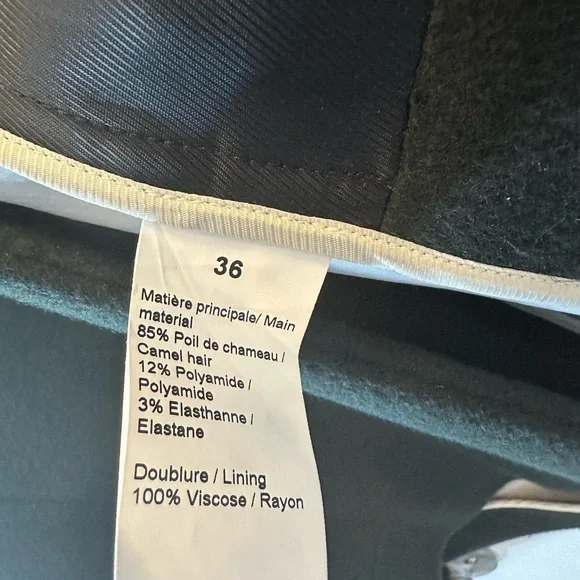 36
Matière principale/ Main
material
85% Poil de chameau /
Camel hair
12% Polyamide /
Polyamide
3% Elasthanne /
Elastane
Doublure / Lining
100% Viscose / Rayon